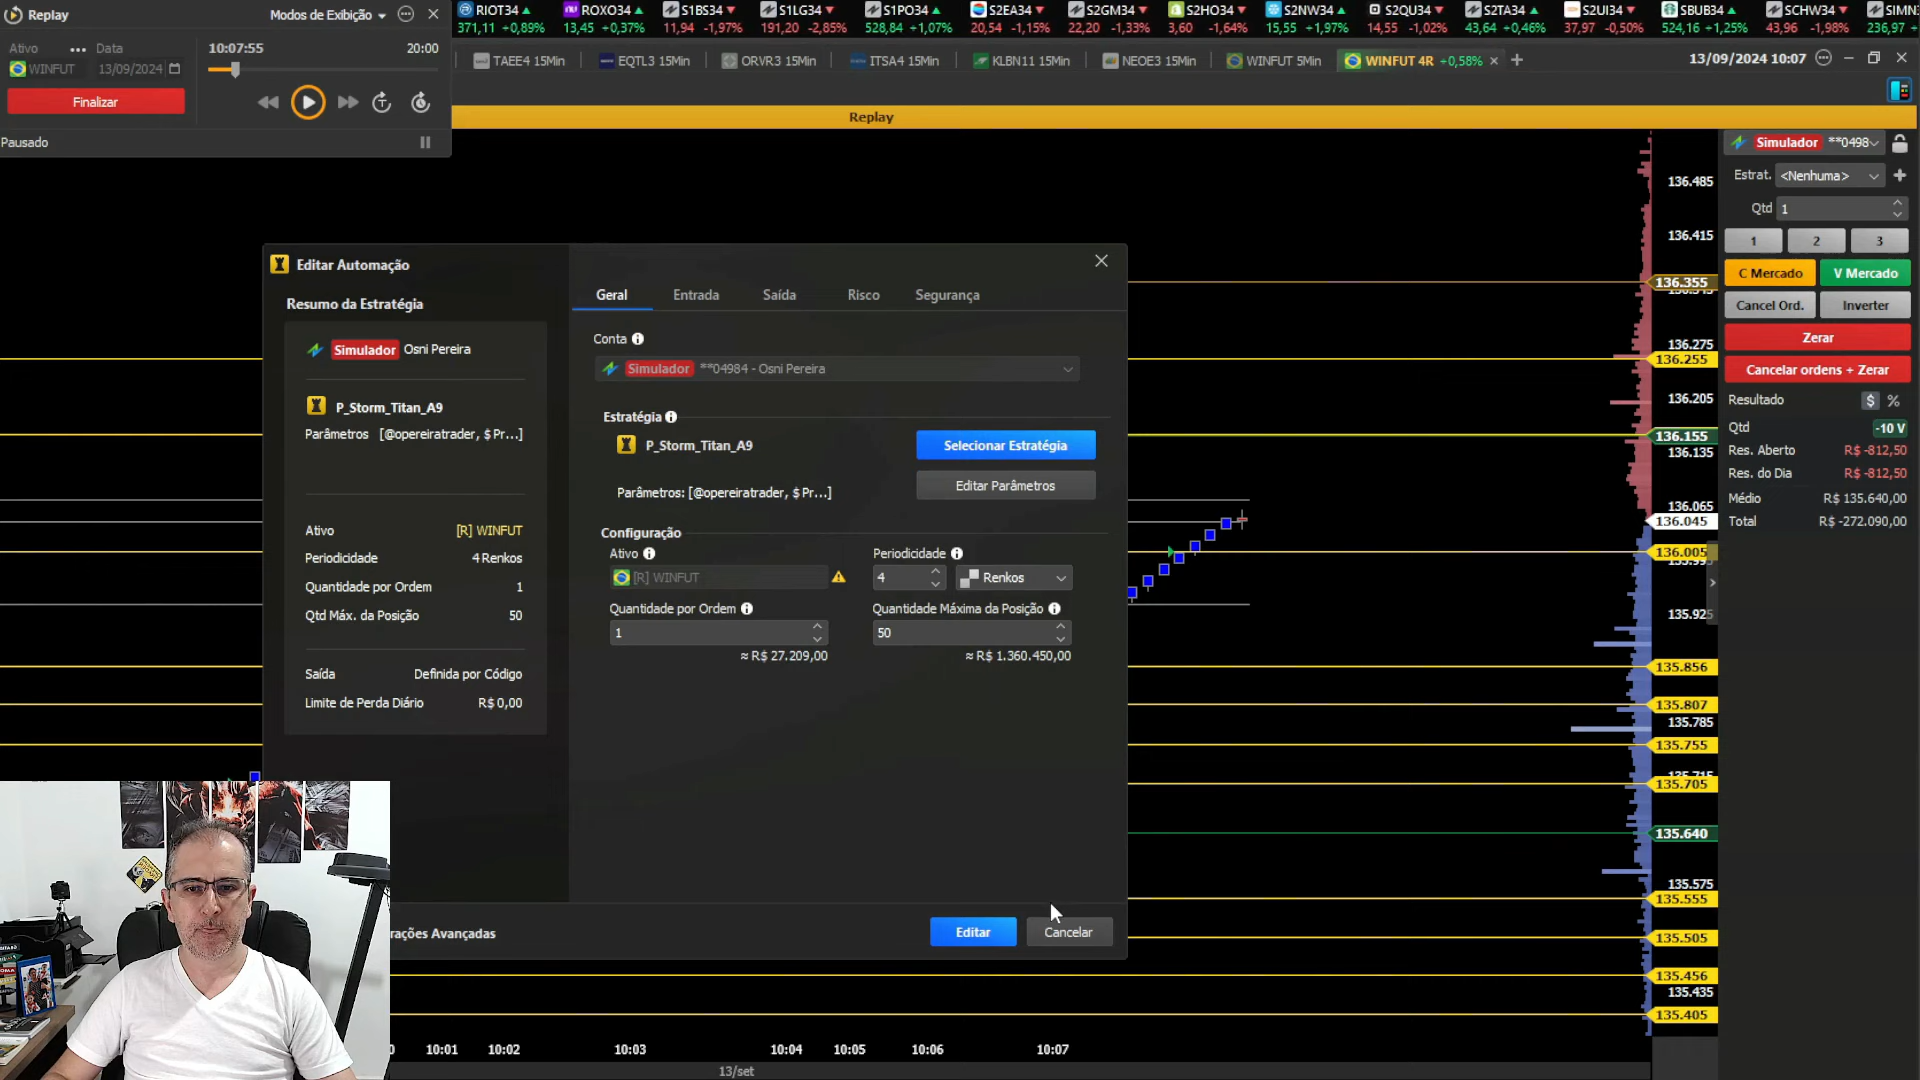 Replay
Modos de Exibição
Ativo
Data
10:07:55
20:00
WINFUT
13/09/2024
Finalizar
Pausado
RIOT34 ROXO34 S1BS34 S1LG34 S1PO34 S2EA34 S2GM34 S2HO34 S2NW34 S2QU34 S2TA34 S2UI34 SBUB34 SCHW34 SIMN
371,11 +0,89% 13,45 +0,37% 11,94 -1,97% 191,20 -2,85% 528,84 +1,07% 20,54 -1,15% 22,20 -1,33% 3,60 -1,64% 15,55 +1,97% 14,55 -1,02% 43,64 +0,46% 37,97 -0,50% 524,16 +1,25% 43,96 -1,98% 236,97
TAEE4 15Min EQTL3 15Min ORVR3 15Min ITSA4 15Min KLBN11 15Min NEOE3 15Min WINFUT 5Min WINFUT 4R +0,58% 13/09/2024 10:07
Replay
Editar Automação
Resumo da Estratégia
Simulador Osni Pereira
P_Storm_Titan_A9
Parâmetros [@opereiratrader, $ Pr...]
Ativo [R] WINFUT
Periodicidade 4 Renkos
Quantidade por Ordem 1
Qtd Máx. da Posição 50
Saída Definida por Código
Limite de Perda Diário R$ 0,00
rações Avançadas
Geral Entrada Saída Risco Segurança
Conta
Simulador **04984 - Osni Pereira
Estratégia
P_Storm_Titan_A9
Selecionar Estratégia
Parâmetros: [@opereiratrader, $ Pr...]
Editar Parâmetros
Configuração
Ativo Periodicidade
[R] WINFUT 4 Renkos
Quantidade por Ordem Quantidade Máxima da Posição
1 50
≈ R$ 27.209,00 ≈ R$ 1.360.450,00
Editar Cancelar
136.485
136.415
136.355
136.275
136.255
136.205
136.155
136.135
136.065
136.045
136.005
135.925
135.856
135.807
135.785
135.755
135.705
135.640
135.575
135.555
135.505
135.456
135.435
135.405
Simulador **0498
Estrat. <Nenhuma>
Qtd 1
1 2 3
C Mercado V Mercado
Cancel Ord. Inverter
Zerar
Cancelar ordens + Zerar
Resultado $ %
Qtd -10 V
Res. Aberto R$ -812,50
Res. do Dia R$ -812,50
Médio R$ 135.640,00
Total R$ -272.090,00
10:01 10:02 10:03 10:04 10:05 10:06 10:07
13/set